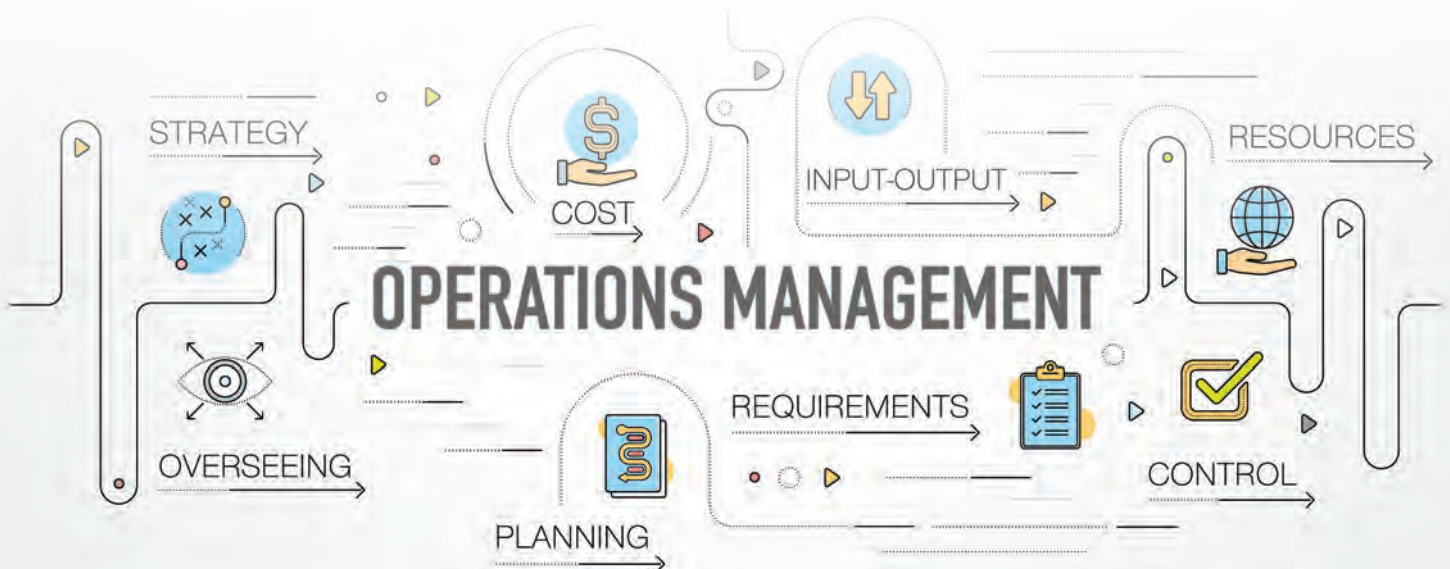 STRATEGY
COST
INPUT-OUTPUT
RESOURCES
OPERATIONS MANAGEMENT
OVERSEEING
PLANNING
REQUIREMENTS
CONTROL